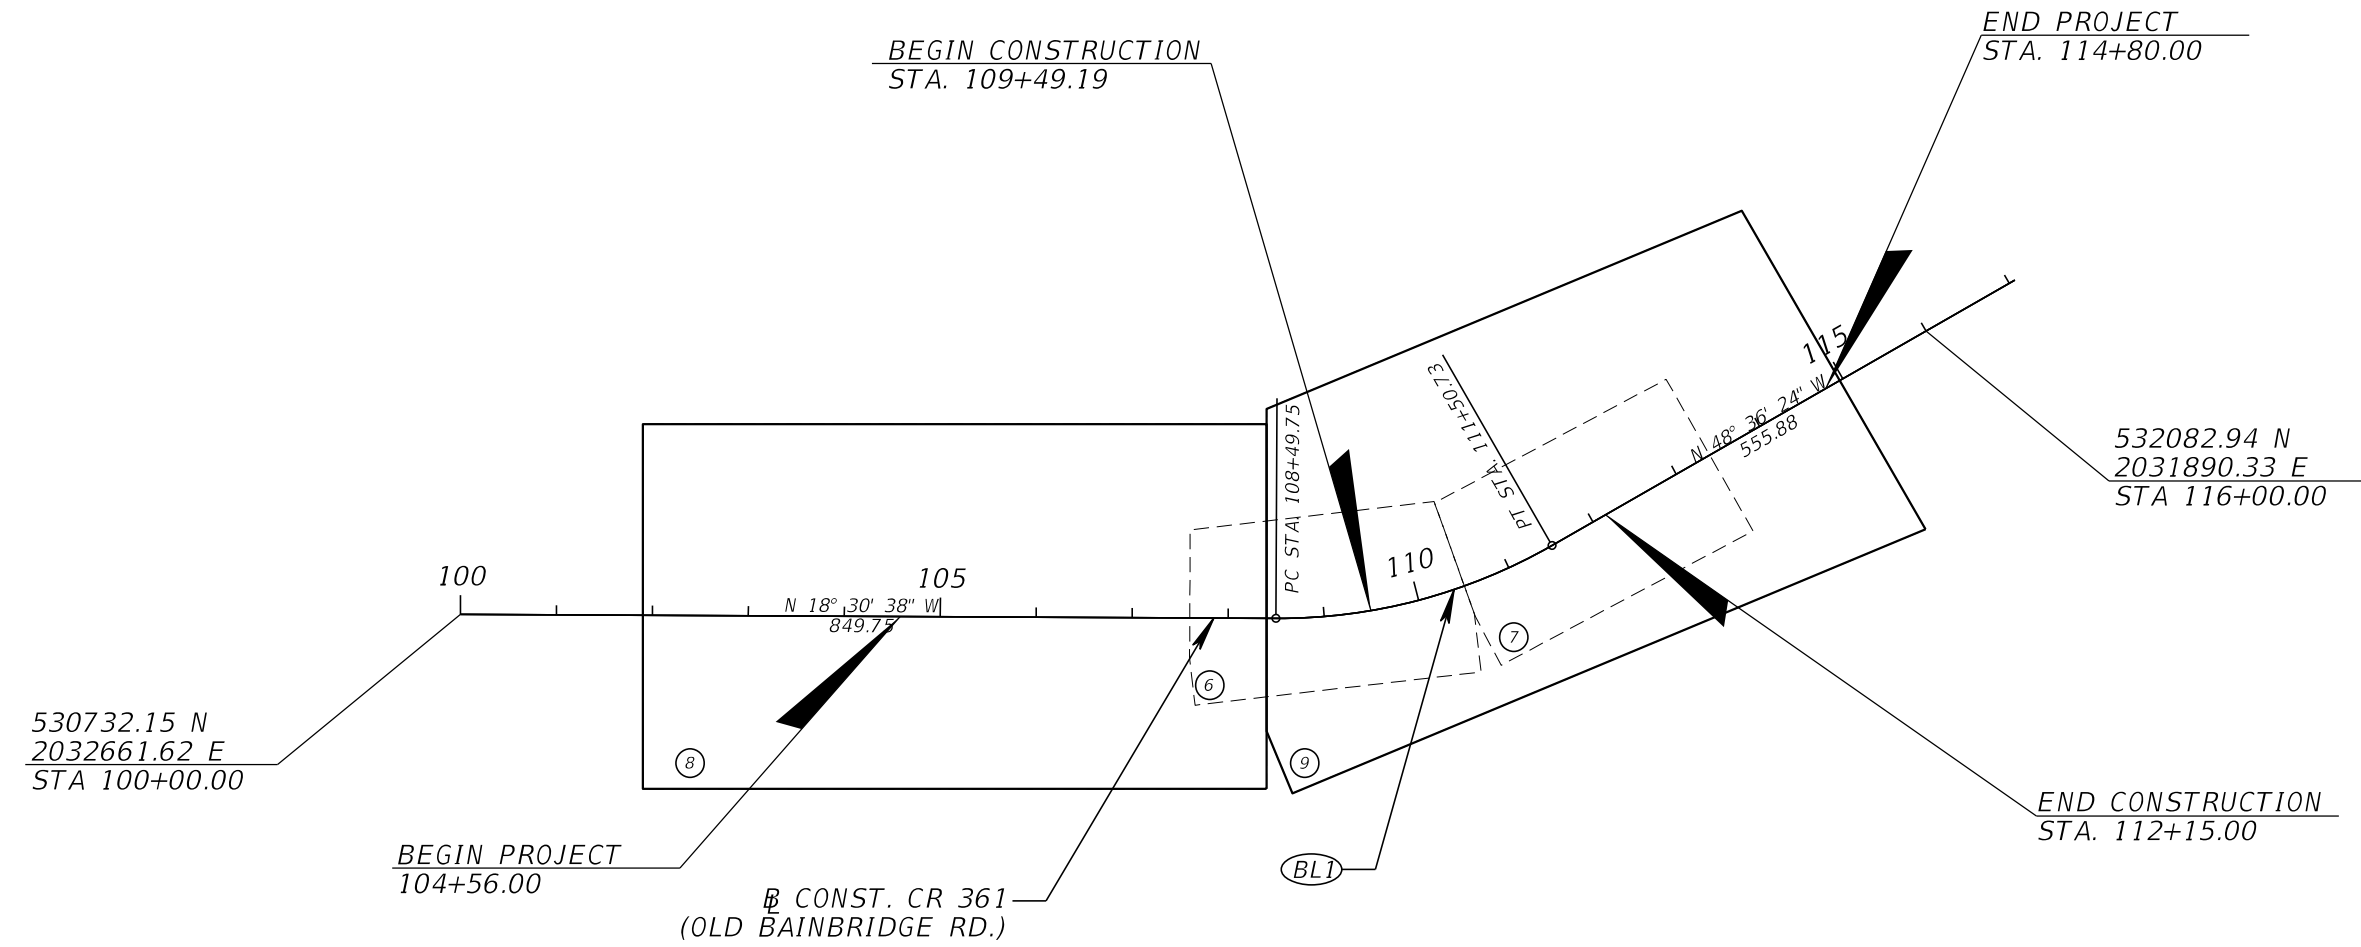 END PROJECT
STA. 114+80.00
BEGIN CONSTRUCTION
STA. 109+49.19
115
N 48° 36' 24" W
555.88
PT STA. 111+50.73
PC STA. 108+49.75
532082.94 N
2031890.33 E
STA 116+00.00
110
100
105
N 18° 30' 38" W
849.75
7
6
530732.15 N
2032661.62 E
STA 100+00.00
8
9
END CONSTRUCTION
STA. 112+15.00
BEGIN PROJECT
104+56.00
BL1
BL CONST. CR 361
(OLD BAINBRIDGE RD.)